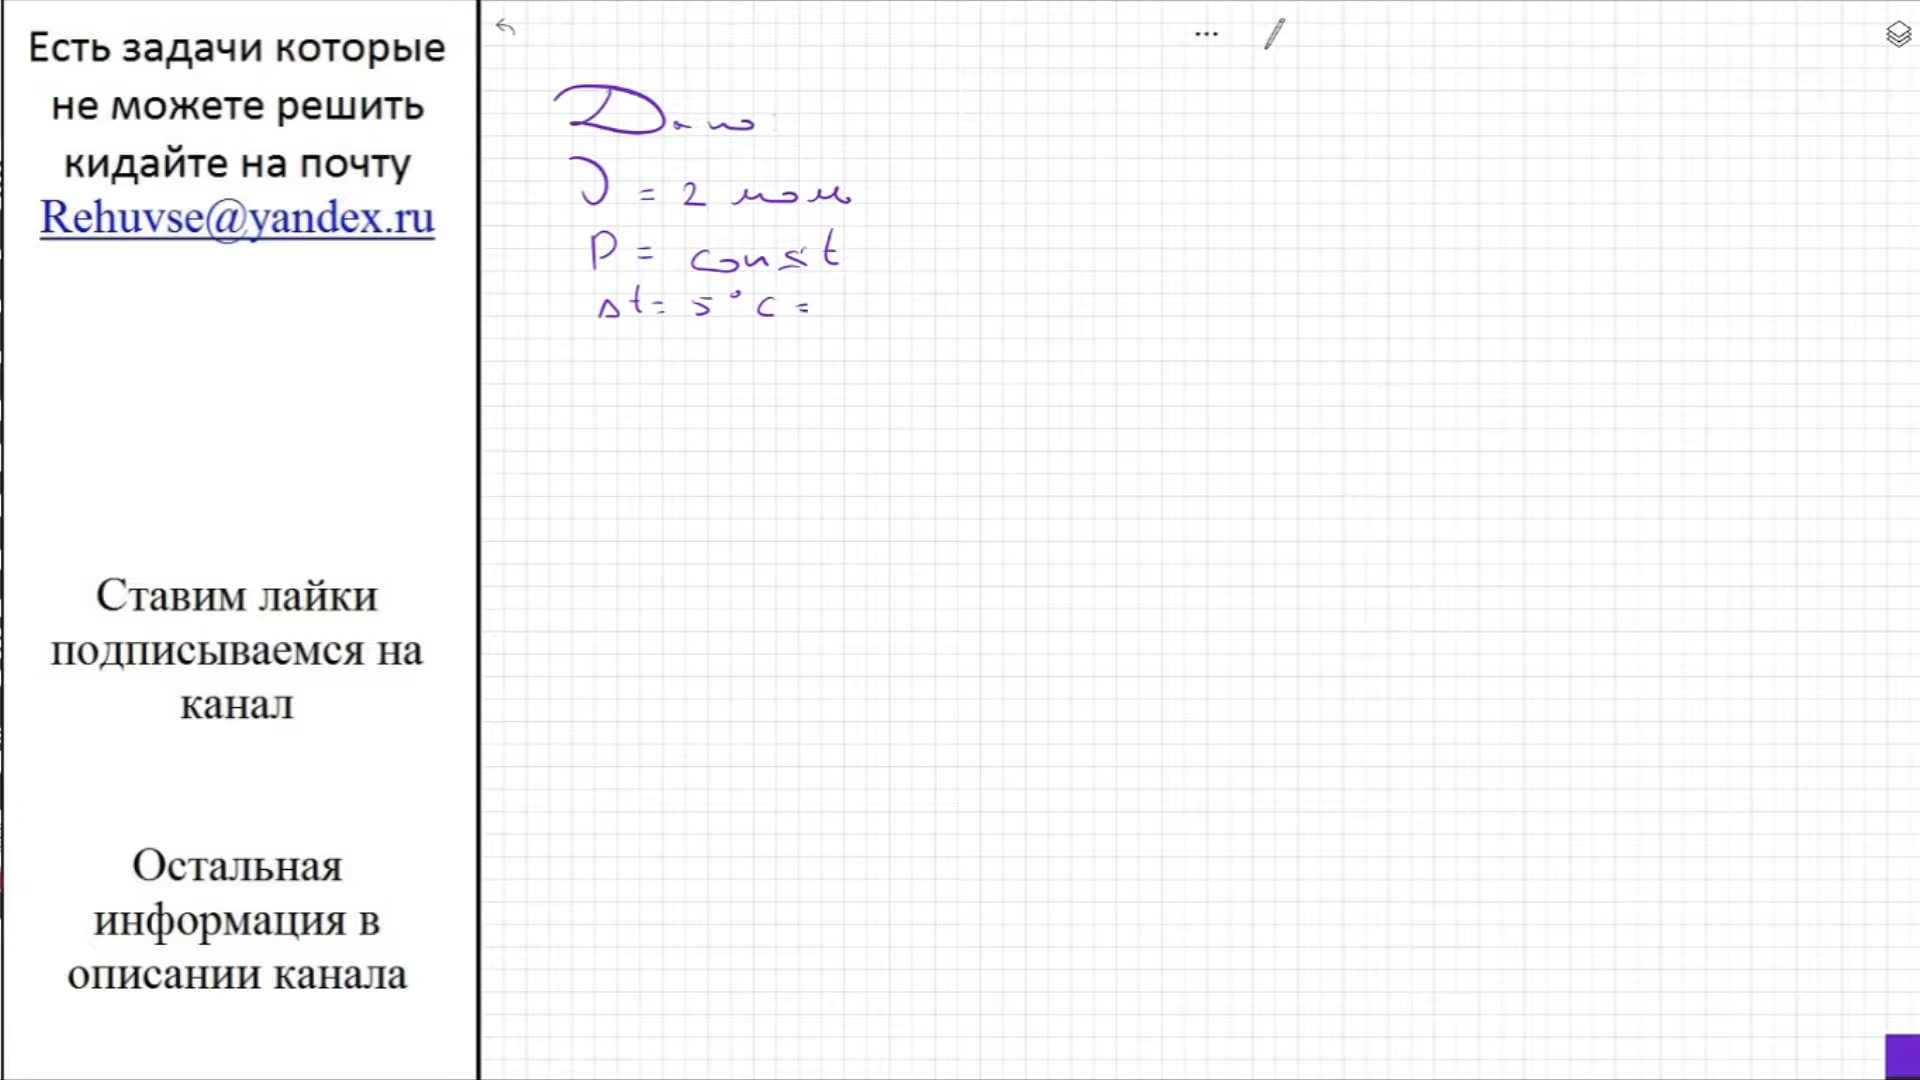 Есть задачи которые
не можете решить
кидайте на почту
Rehuvse@yandex.ru
Ставим лайки
подписываемся на
канал
Остальная
информация в
описании канала
Дано:
ν = 2 моль
P = const
Δt = 5°C =